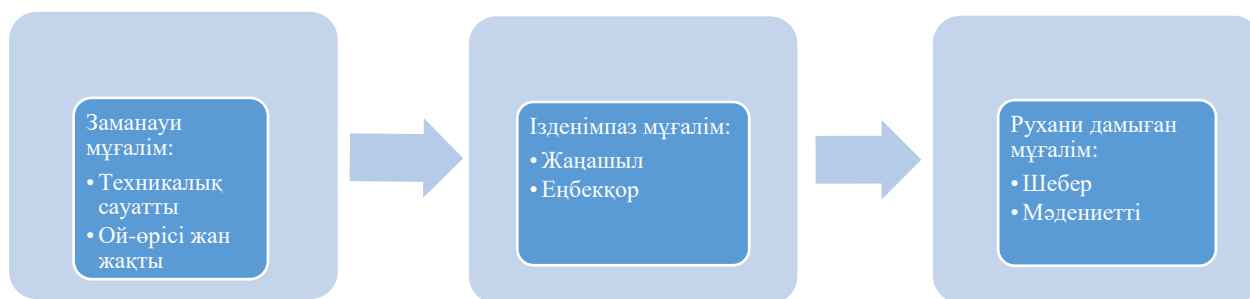 Заманауи
мұғалім:
• Техникалық
сауатты
• Ой-өрісі жан
жақты
Ізденімпаз мұғалім:
• Жаңашыл
• Еңбекқор
Рухани дамыған
мұғалім:
• Шебер
• Мәдениетті